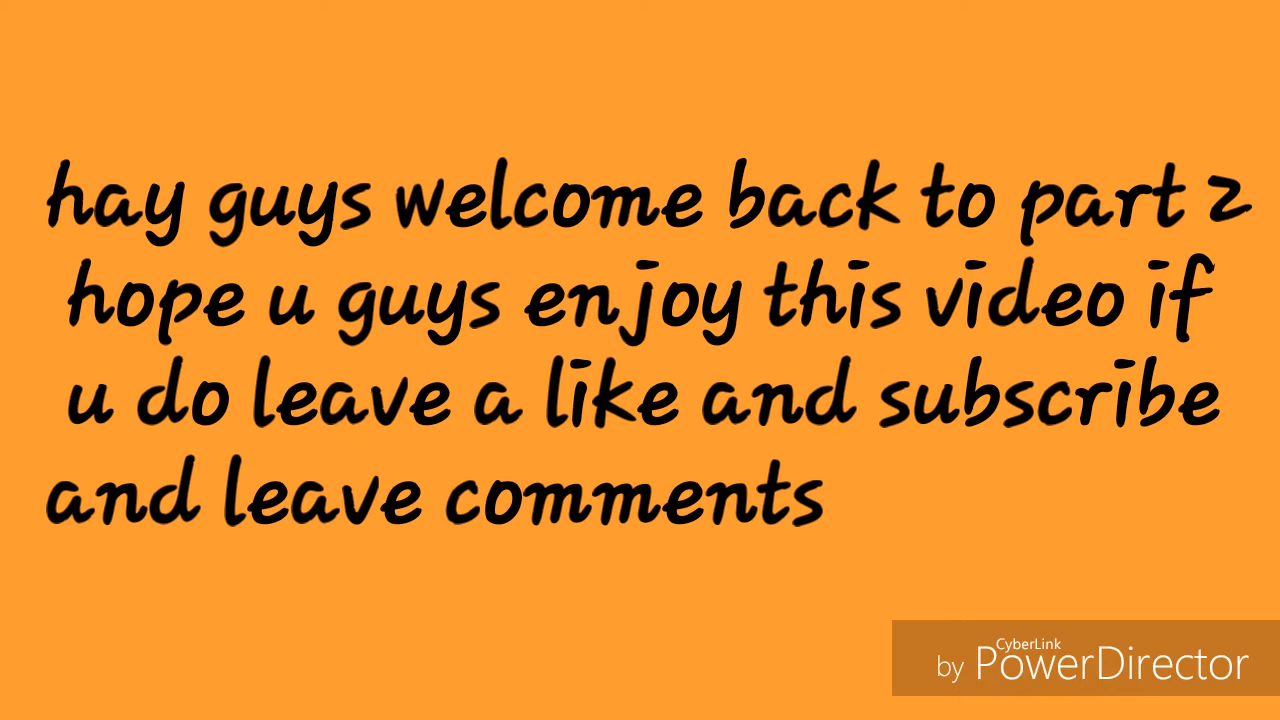 hay guys welcome back to part 2
hope u guys enjoy this video if
u do leave a like and subscribe
and leave comments
CyberLink
by PowerDirector